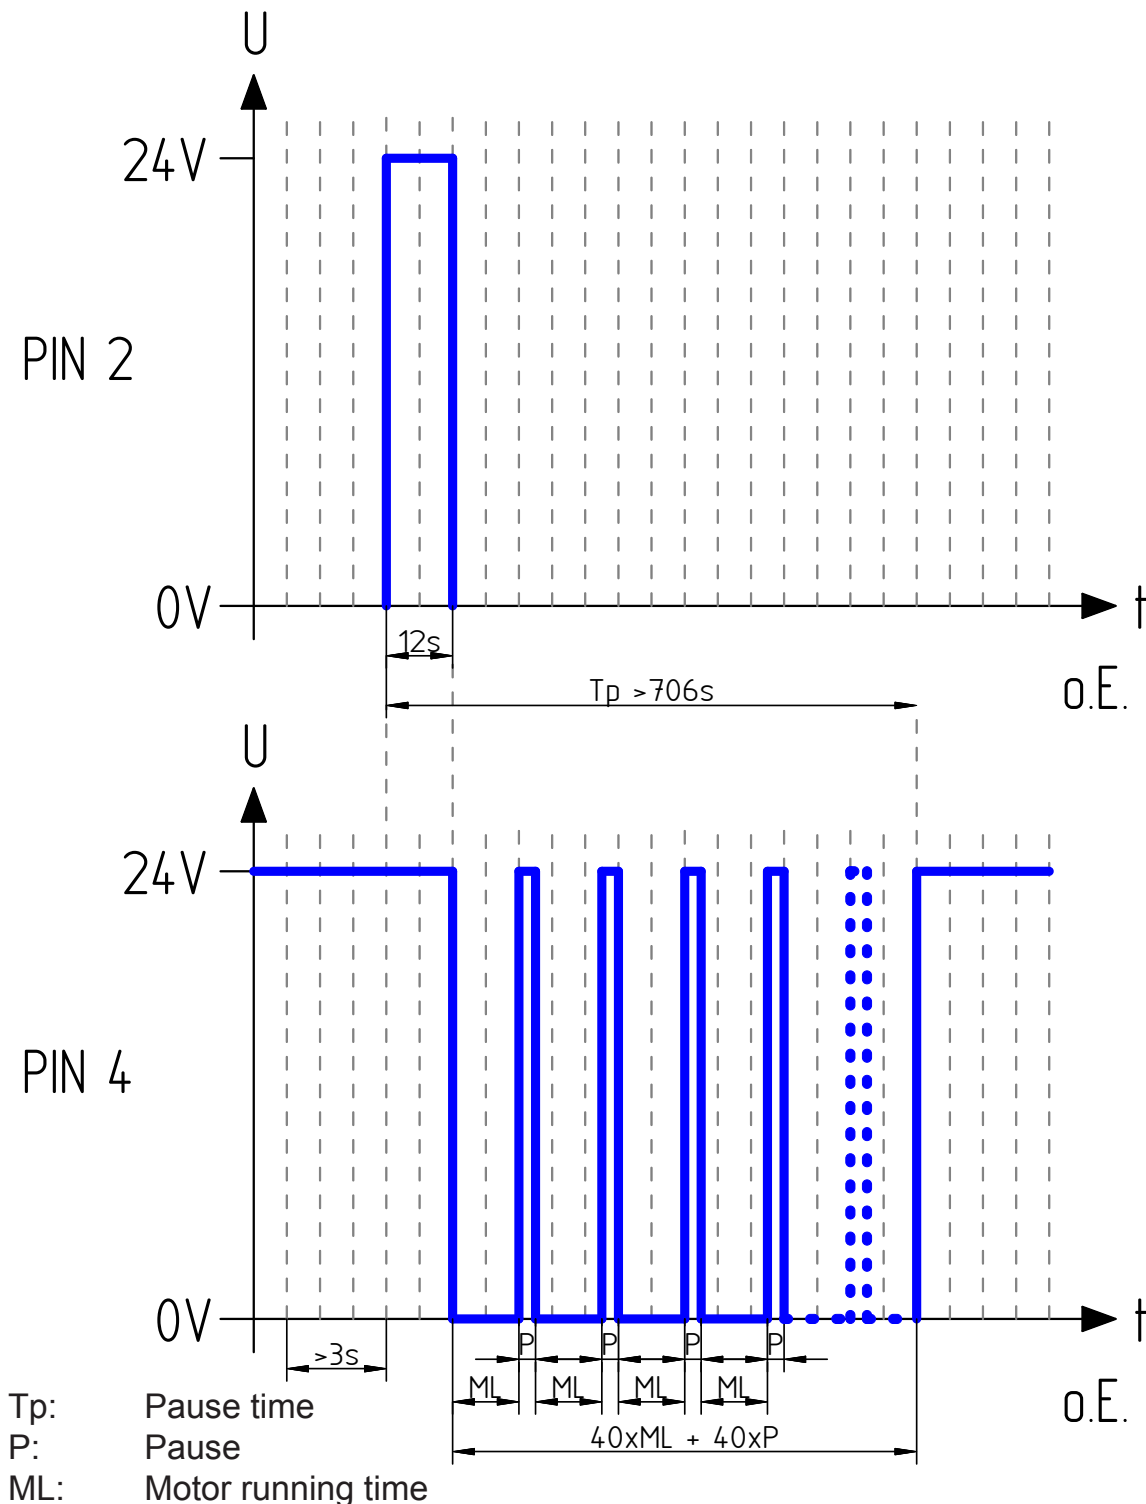 U
24V
PIN 2
0V
t
12s
Tp >706s
o.E.
U
24V
PIN 4
0V
t
P P P P
>3s
ML ML ML ML
o.E.
40xML + 40xP
Tp: Pause time
P: Pause
ML: Motor running time